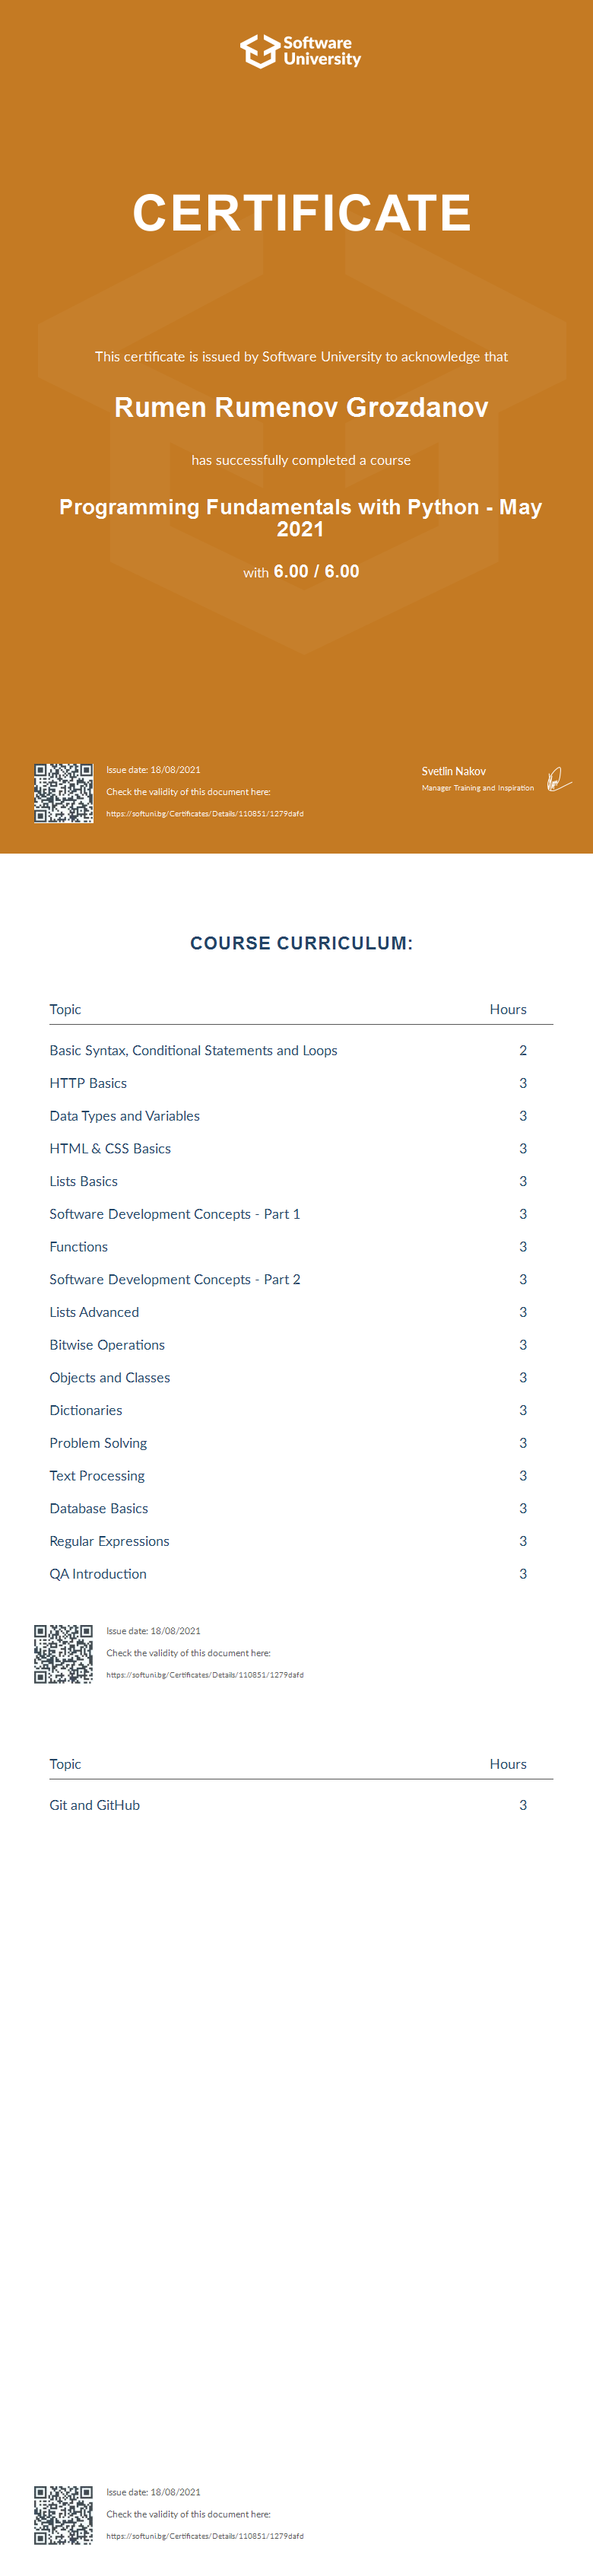 Software
University
CERTIFICATE
This certificate is issued by Software University to acknowledge that
Rumen Rumenov Grozdanov
has successfully completed a course
Programming Fundamentals with Python - May
2021
with 6.00 / 6.00
Issue date: 18/08/2021
Check the validity of this document here:
https://softuni.bg/Certificates/Details/110851/1279dafd
Svetlin Nakov
Manager Training and Inspiration
COURSE CURRICULUM:
Topic Hours
Basic Syntax, Conditional Statements and Loops 2
HTTP Basics 3
Data Types and Variables 3
HTML & CSS Basics 3
Lists Basics 3
Software Development Concepts - Part 1 3
Functions 3
Software Development Concepts - Part 2 3
Lists Advanced 3
Bitwise Operations 3
Objects and Classes 3
Dictionaries 3
Problem Solving 3
Text Processing 3
Database Basics 3
Regular Expressions 3
QA Introduction 3
Issue date: 18/08/2021
Check the validity of this document here:
https://softuni.bg/Certificates/Details/110851/1279dafd
Topic Hours
Git and GitHub 3
Issue date: 18/08/2021
Check the validity of this document here:
https://softuni.bg/Certificates/Details/110851/1279dafd